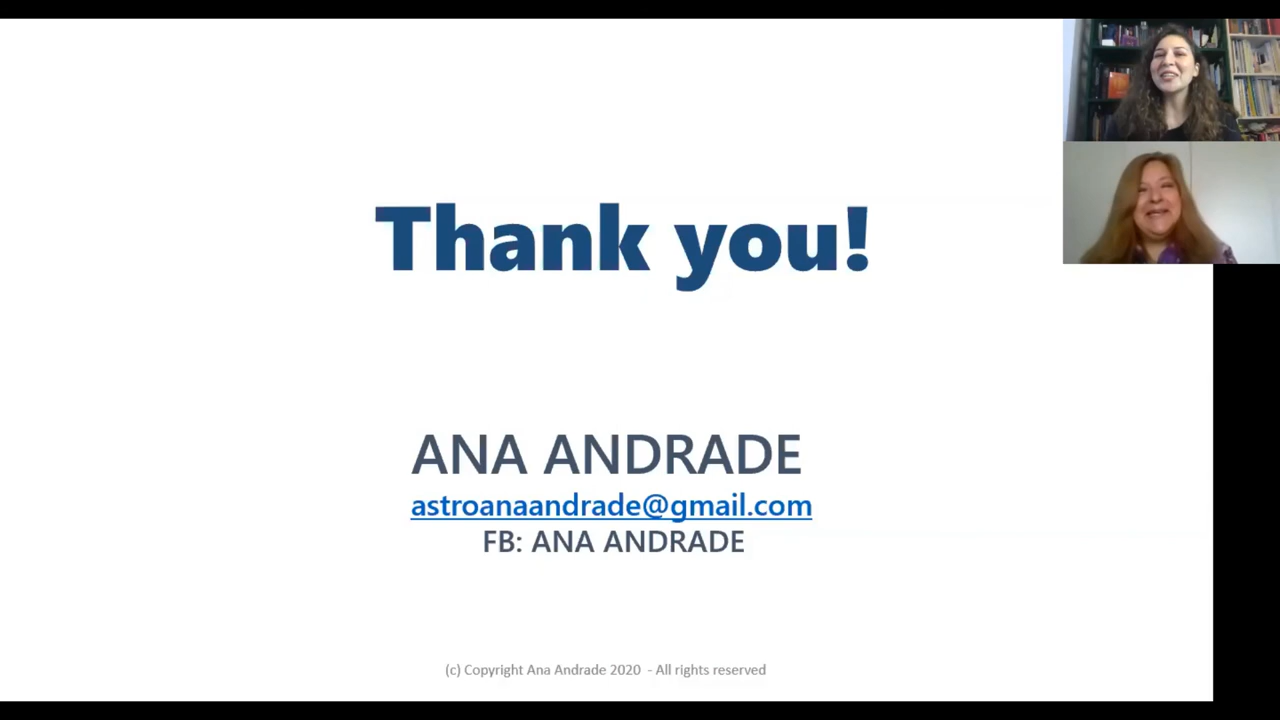 Thank you!
ANA ANDRADE
astroanaandrade@gmail.com
FB: ANA ANDRADE
(c) Copyright Ana Andrade 2020 - All rights reserved